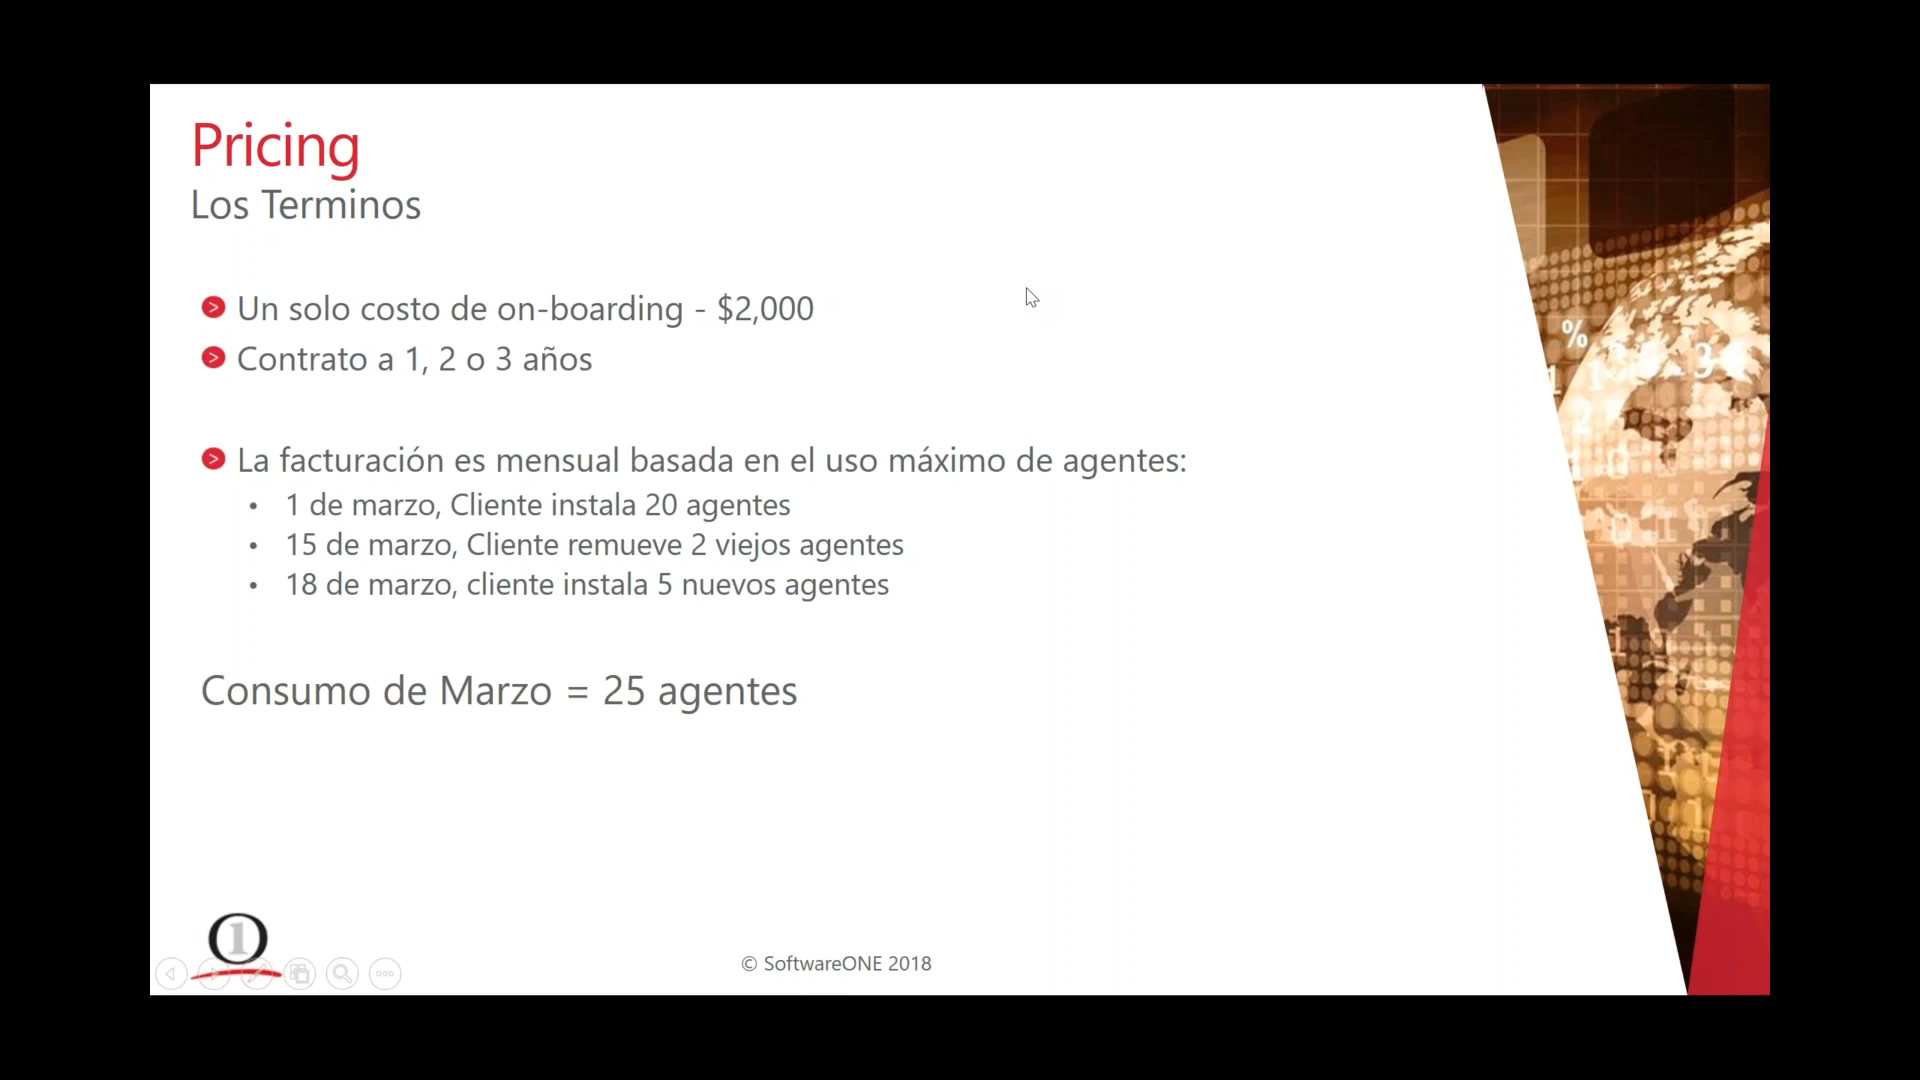 Pricing
Los Terminos
Un solo costo de on-boarding - $2,000
Contrato a 1, 2 o 3 años
La facturación es mensual basada en el uso máximo de agentes:
• 1 de marzo, Cliente instala 20 agentes
• 15 de marzo, Cliente remueve 2 viejos agentes
• 18 de marzo, cliente instala 5 nuevos agentes
Consumo de Marzo = 25 agentes
© SoftwareONE 2018